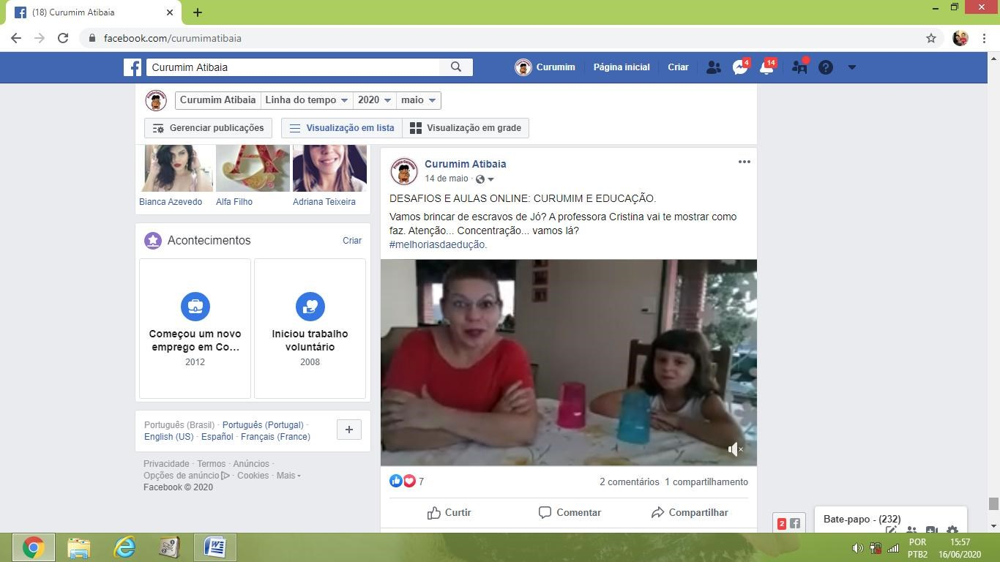 (18) Curumim Atibaia
facebook.com/curumimatibaia
Curumim Atibaia
Curumim
Página inicial
Criar
4
14
Curumim Atibaia
Linha do tempo
2020
maio
Gerenciar publicações
Visualização em lista
Visualização em grade
Bianca Azevedo
Alfa Filho
Adriana Teixeira
Acontecimentos
Criar
Começou um novo
emprego em Co...
2012
Iniciou trabalho
voluntário
2008
Português (Brasil) · Português (Portugal) ·
English (US) · Español · Français (France)
Privacidade · Termos · Anúncios ·
Opções de anúncio · Cookies · Mais
Facebook © 2020
Curumim Atibaia
14 de maio ·
DESAFIOS E AULAS ONLINE: CURUMIM E EDUCAÇÃO.
Vamos brincar de escravos de Jó? A professora Cristina vai te mostrar como
faz. Atenção... Concentração... vamos lá?
#melhoriasdaedução.
7
2 comentários 1 compartilhamento
Curtir
Comentar
Compartilhar
2
Bate-papo - (232)
POR
PTB2
15:57
16/06/2020